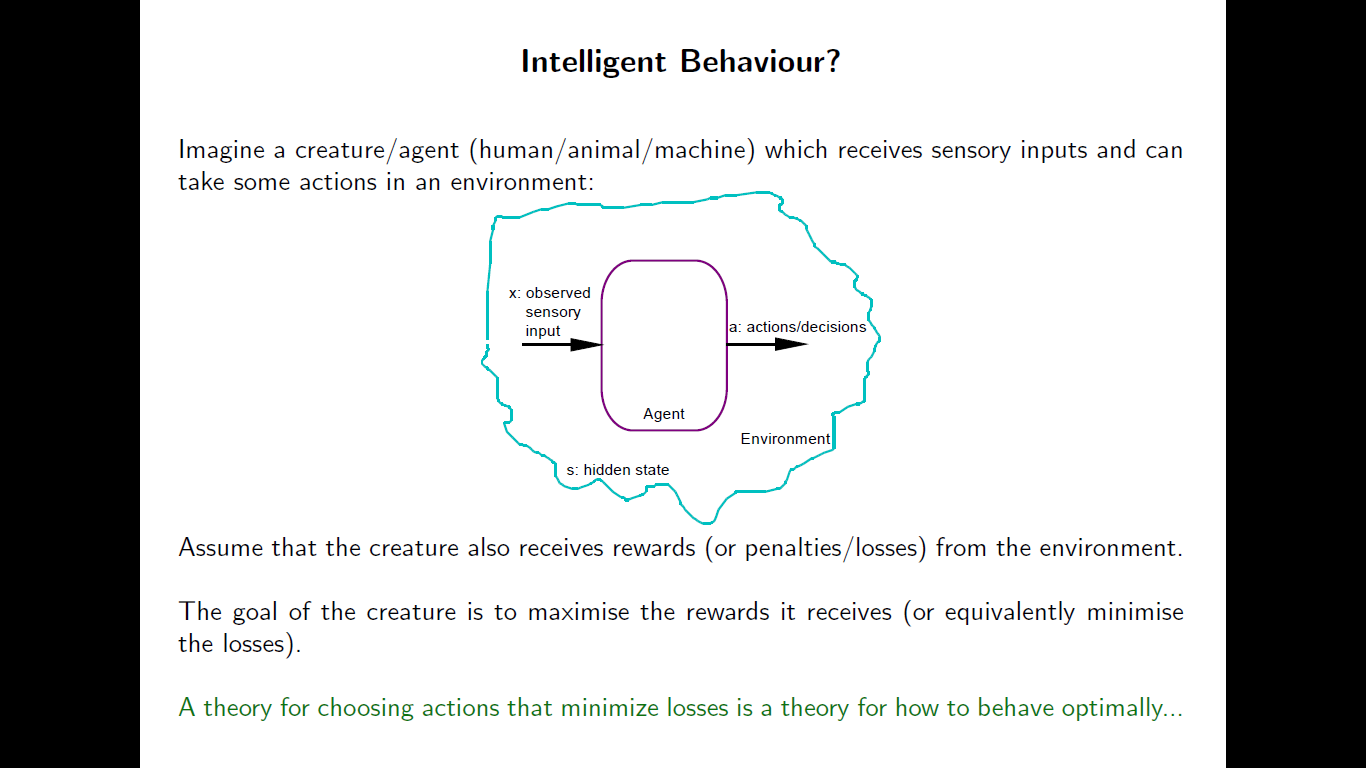 Intelligent Behaviour?
Imagine a creature/agent (human/animal/machine) which receives sensory inputs and can
take some actions in an environment:
x: observed
sensory
input
a: actions/decisions
Agent
Environment
s: hidden state
Assume that the creature also receives rewards (or penalties/losses) from the environment.
The goal of the creature is to maximise the rewards it receives (or equivalently minimise
the losses).
A theory for choosing actions that minimize losses is a theory for how to behave optimally...